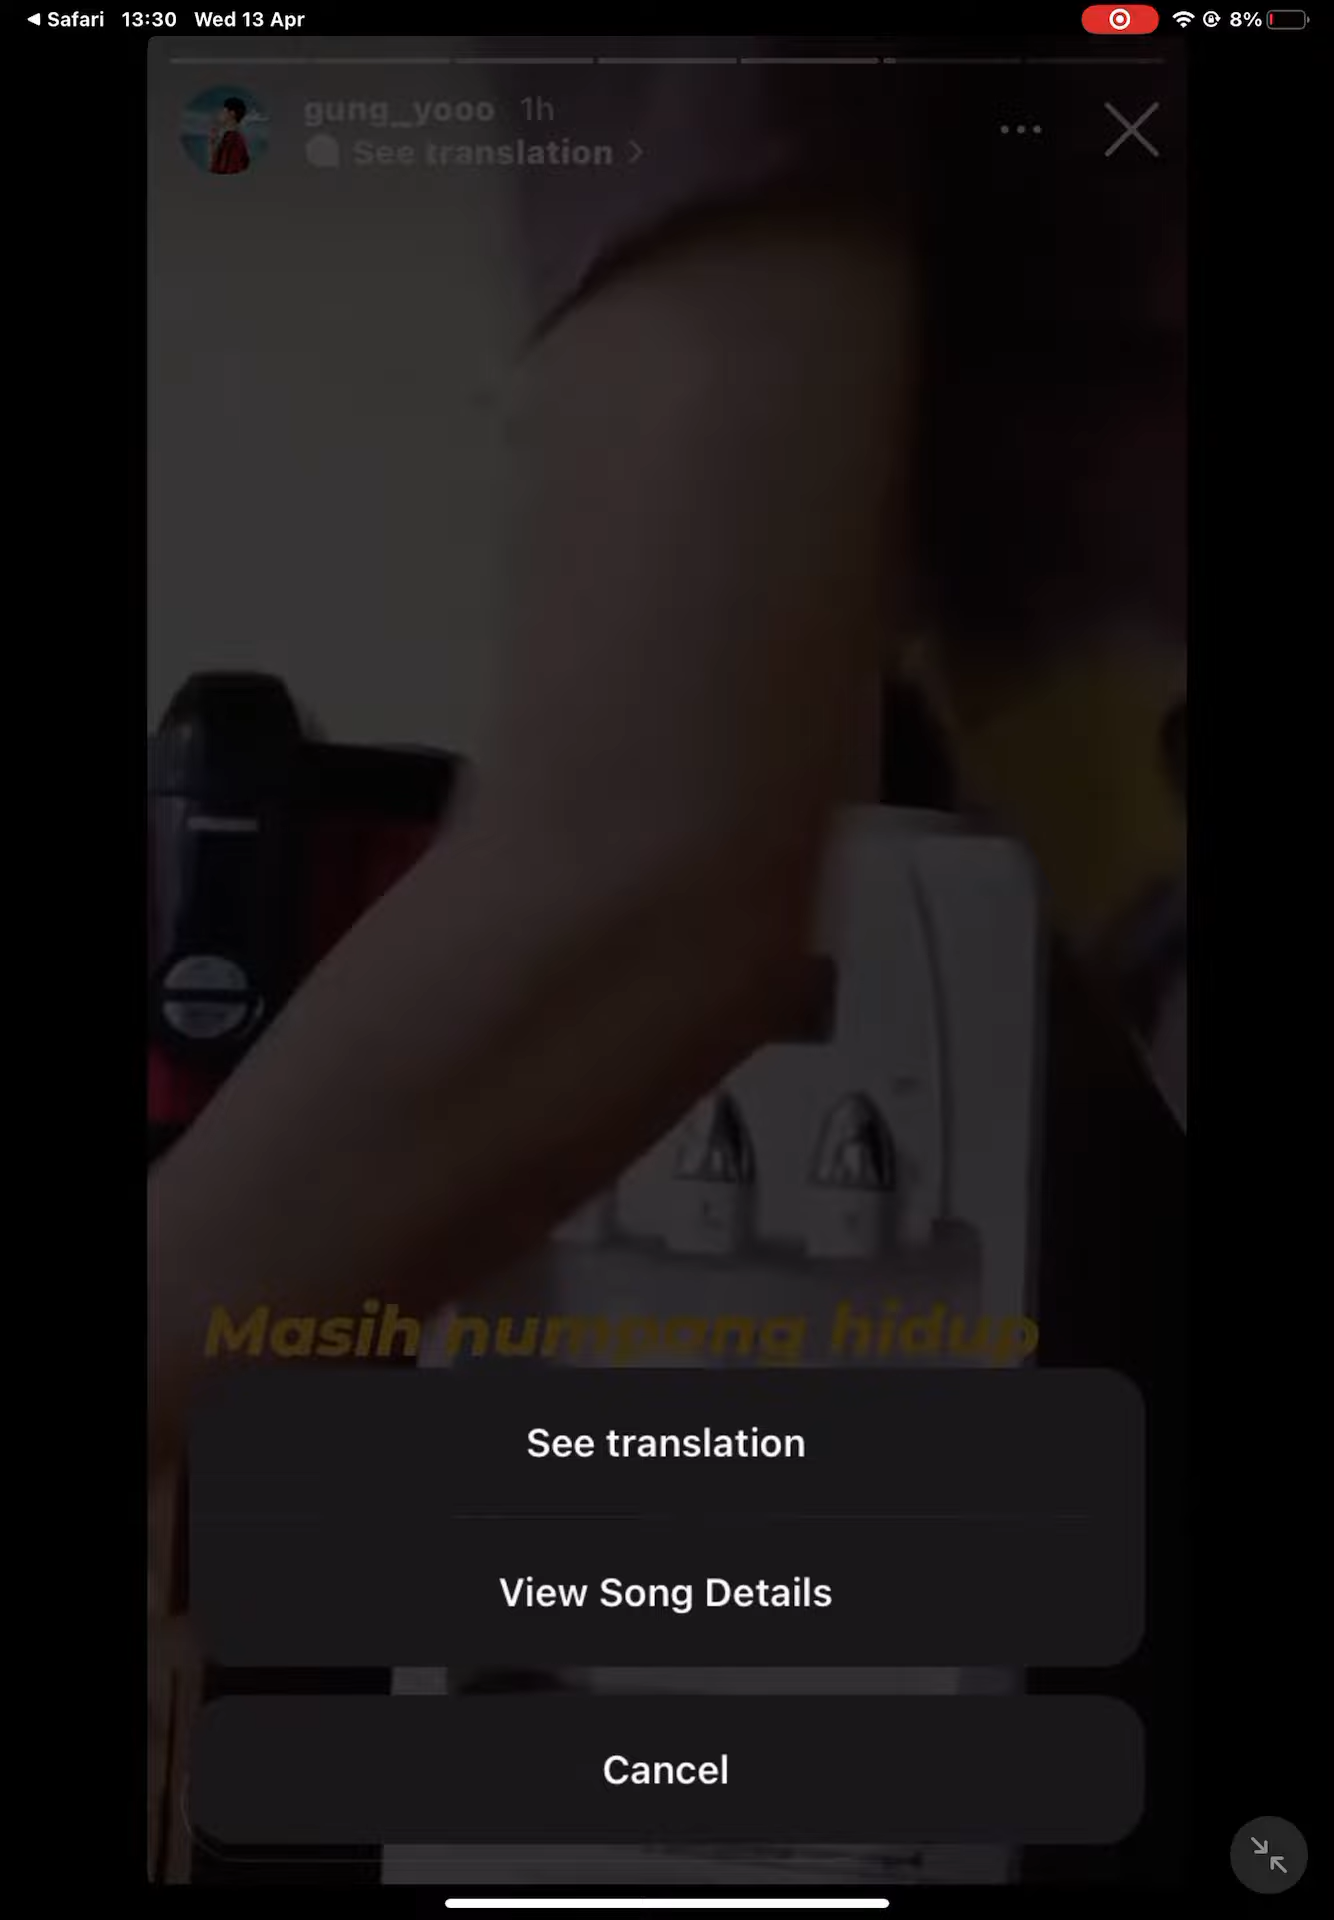 Safari 13:30 Wed 13 Apr 8%
gung_yooo 1h
See translation
Masih numpang hidup
See translation
View Song Details
Cancel